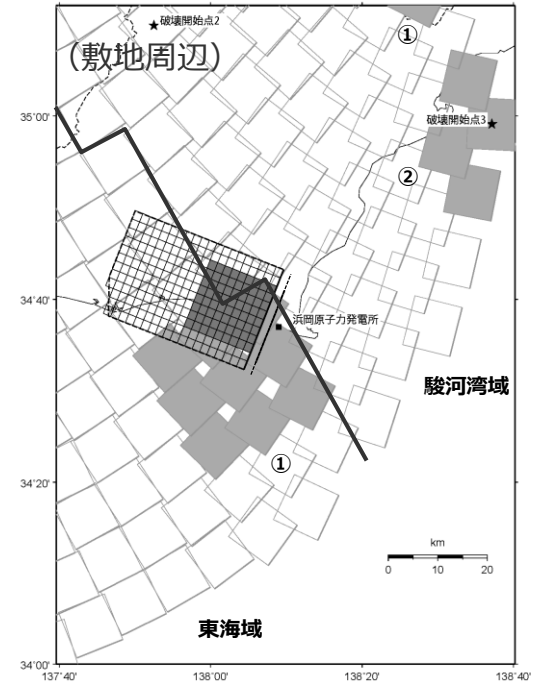 破壊開始点2
①
(敷地周辺)
35°00'
破壊開始点3
②
34°40'
浜岡原子力発電所
駿河湾域
①
34°20'
km
0 10 20
東海域
34°00'
137°40' 138°00' 138°20' 138°40'